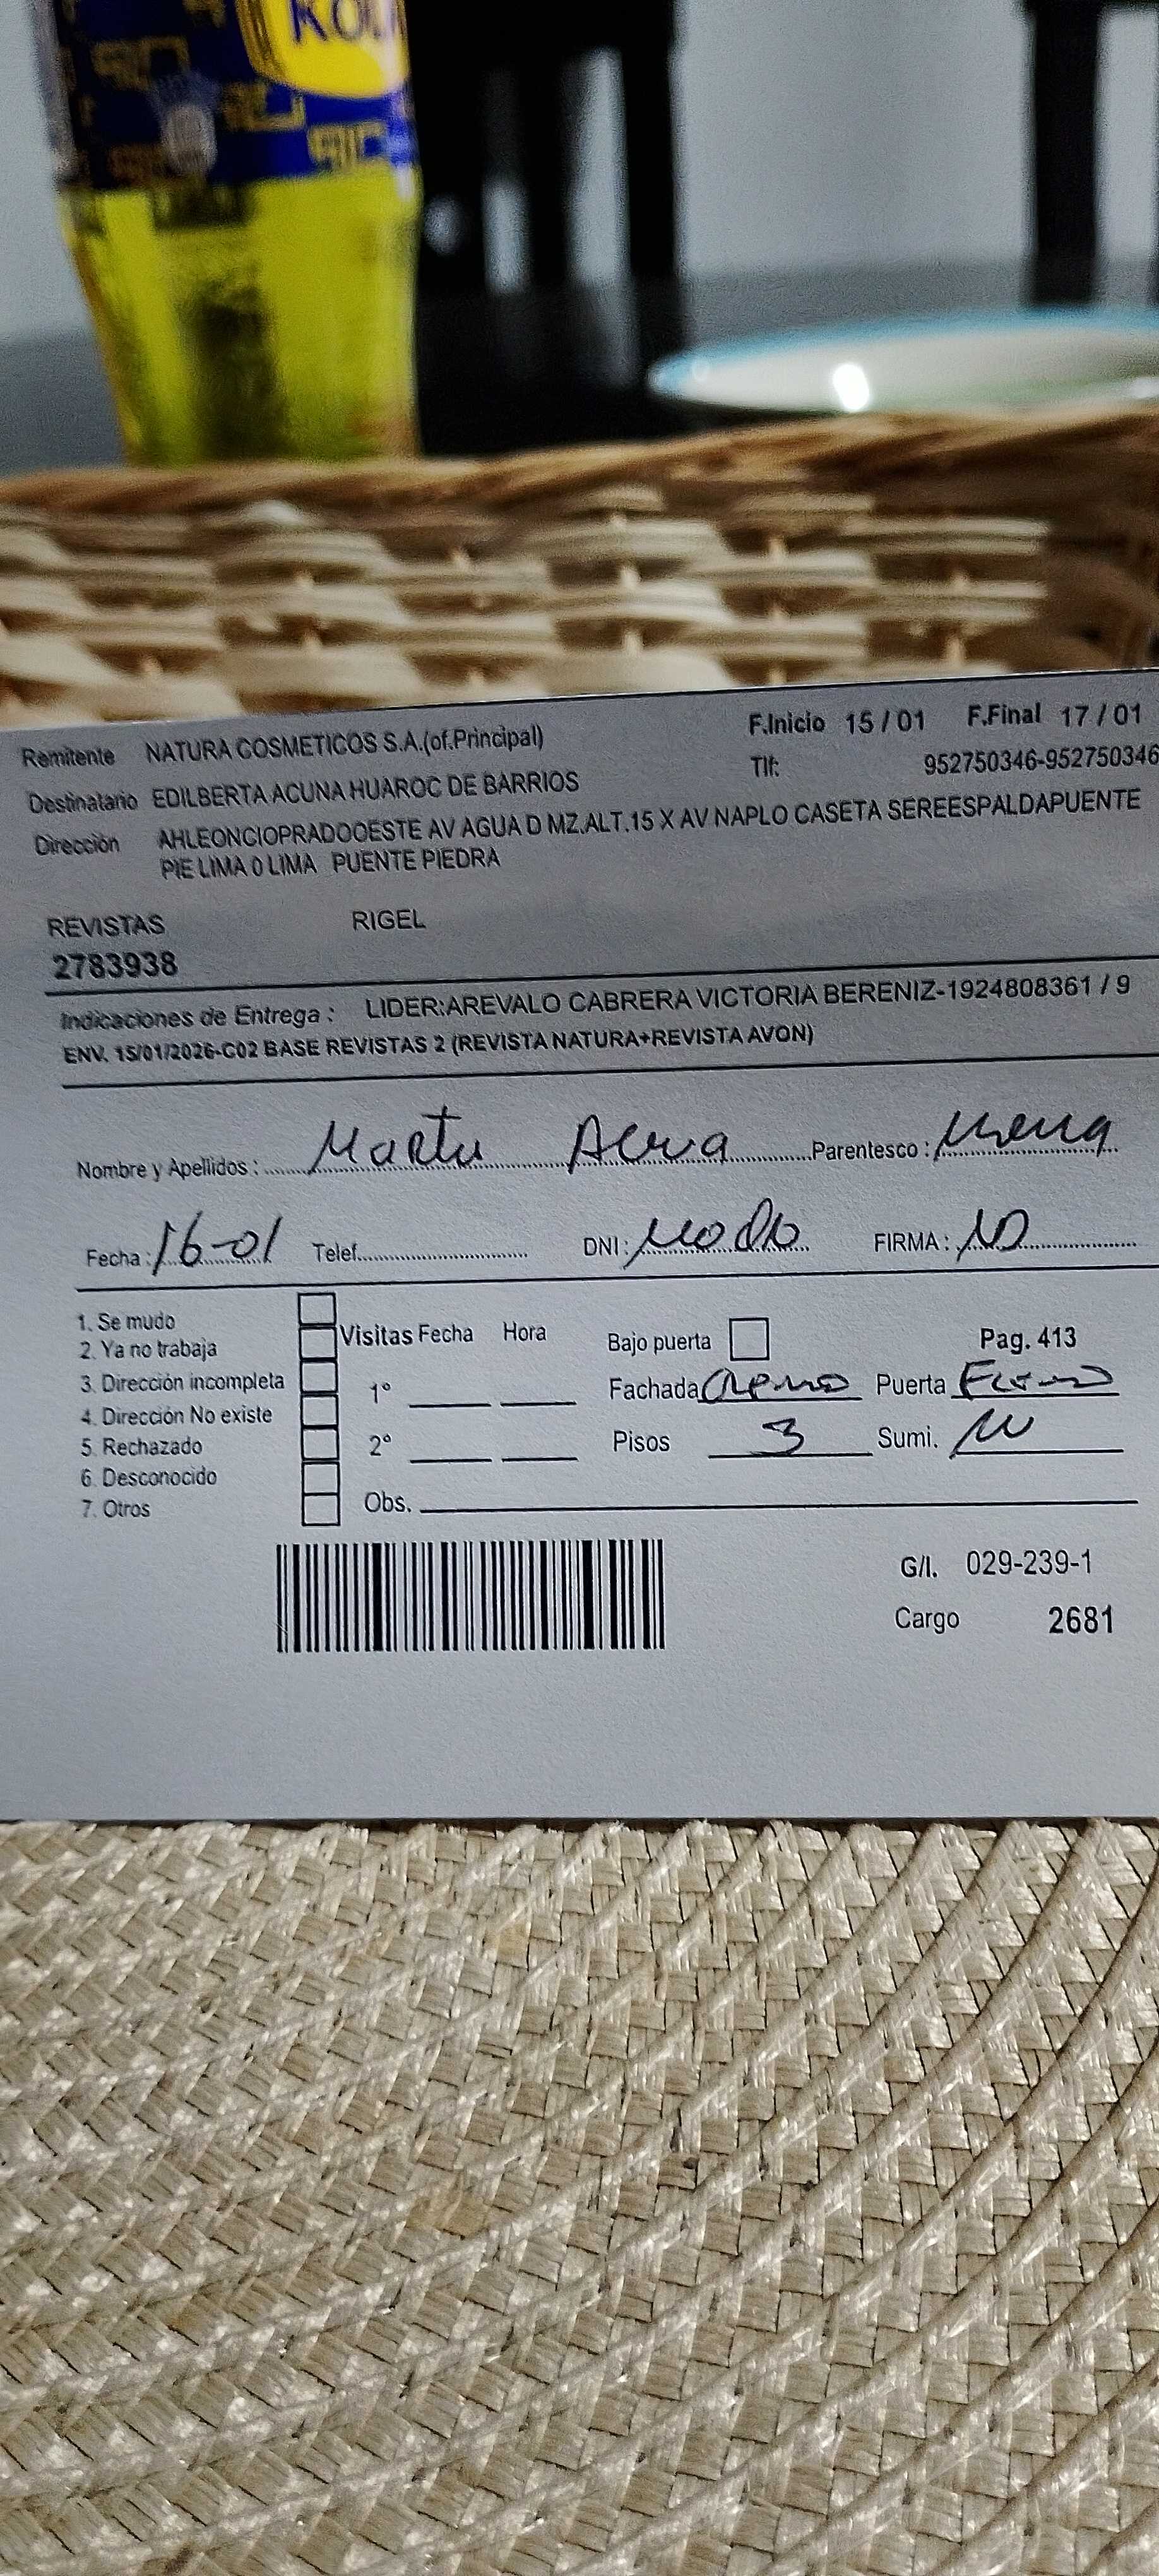 KOLA
Remitente NATURA COSMETICOS S.A.(of.Principal) F.Inicio 15 / 01 F.Final 17 / 01
Tlf: 952750346-952750346
Destinatario EDILBERTA ACUNA HUAROC DE BARRIOS
Dirección AHLEONCIOPRADOOESTE AV AGUA D MZ.ALT.15 X AV NAPLO CASETA SEREESPALDAPUENTE
PIE LIMA 0 LIMA PUENTE PIEDRA
REVISTAS RIGEL
2783938
Indicaciones de Entrega : LIDER:AREVALO CABRERA VICTORIA BERENIZ-1924808361 / 9
ENV. 15/01/2026-C02 BASE REVISTAS 2 (REVISTA NATURA+REVISTA AVON)
Nombre y Apellidos : Parentesco :
Fecha : 16-01 Telef. DNI : FIRMA :
1. Se mudo
2. Ya no trabaja Visitas Fecha Hora Bajo puerta Pag. 413
3. Dirección incompleta 1° Fachada Puerta
4. Dirección No existe
5. Rechazado 2° Pisos 3 Sumi.
6. Desconocido
7. Otros Obs.
G/I. 029-239-1
Cargo 2681